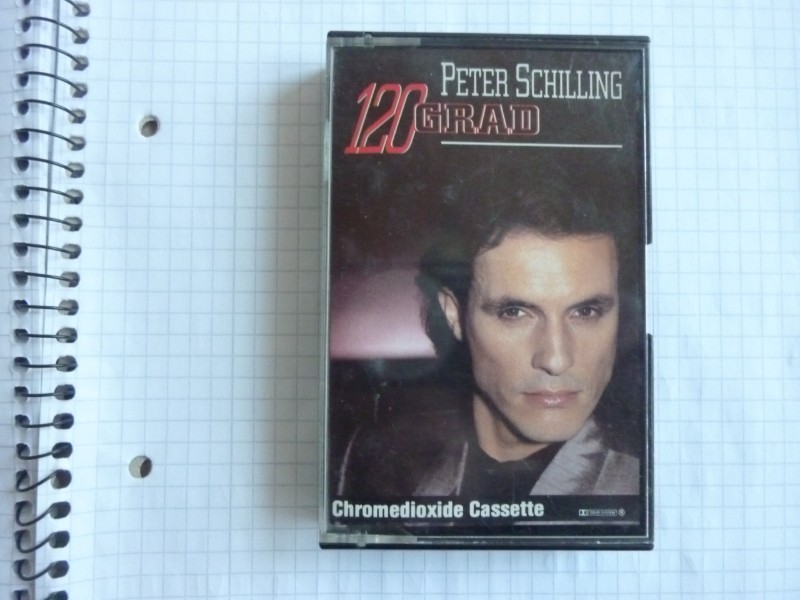 PETER SCHILLING
120 GRAD
Chromedioxide Cassette